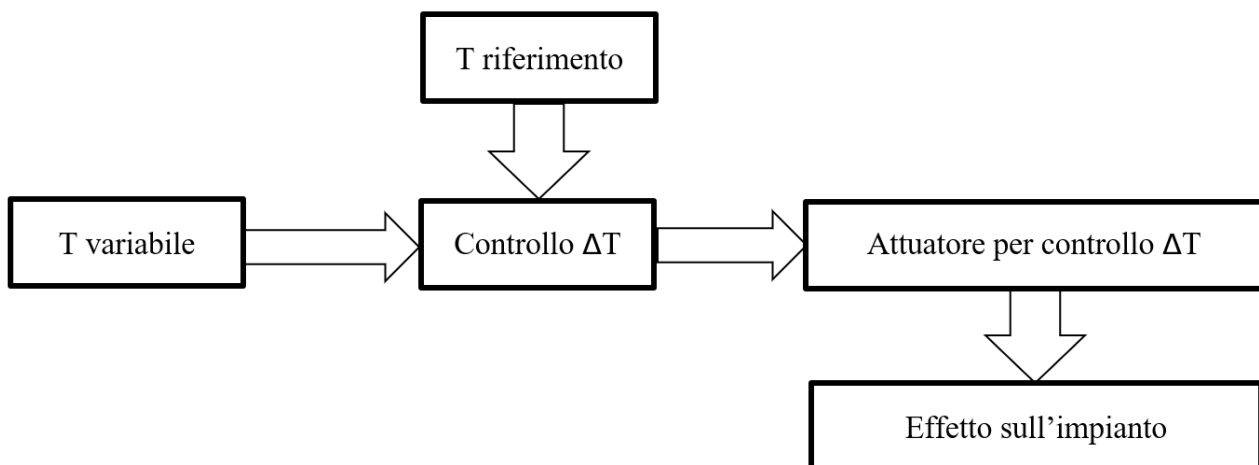 T riferimento
T variabile
Controllo ΔT
Attuatore per controllo ΔT
Effetto sull’impianto